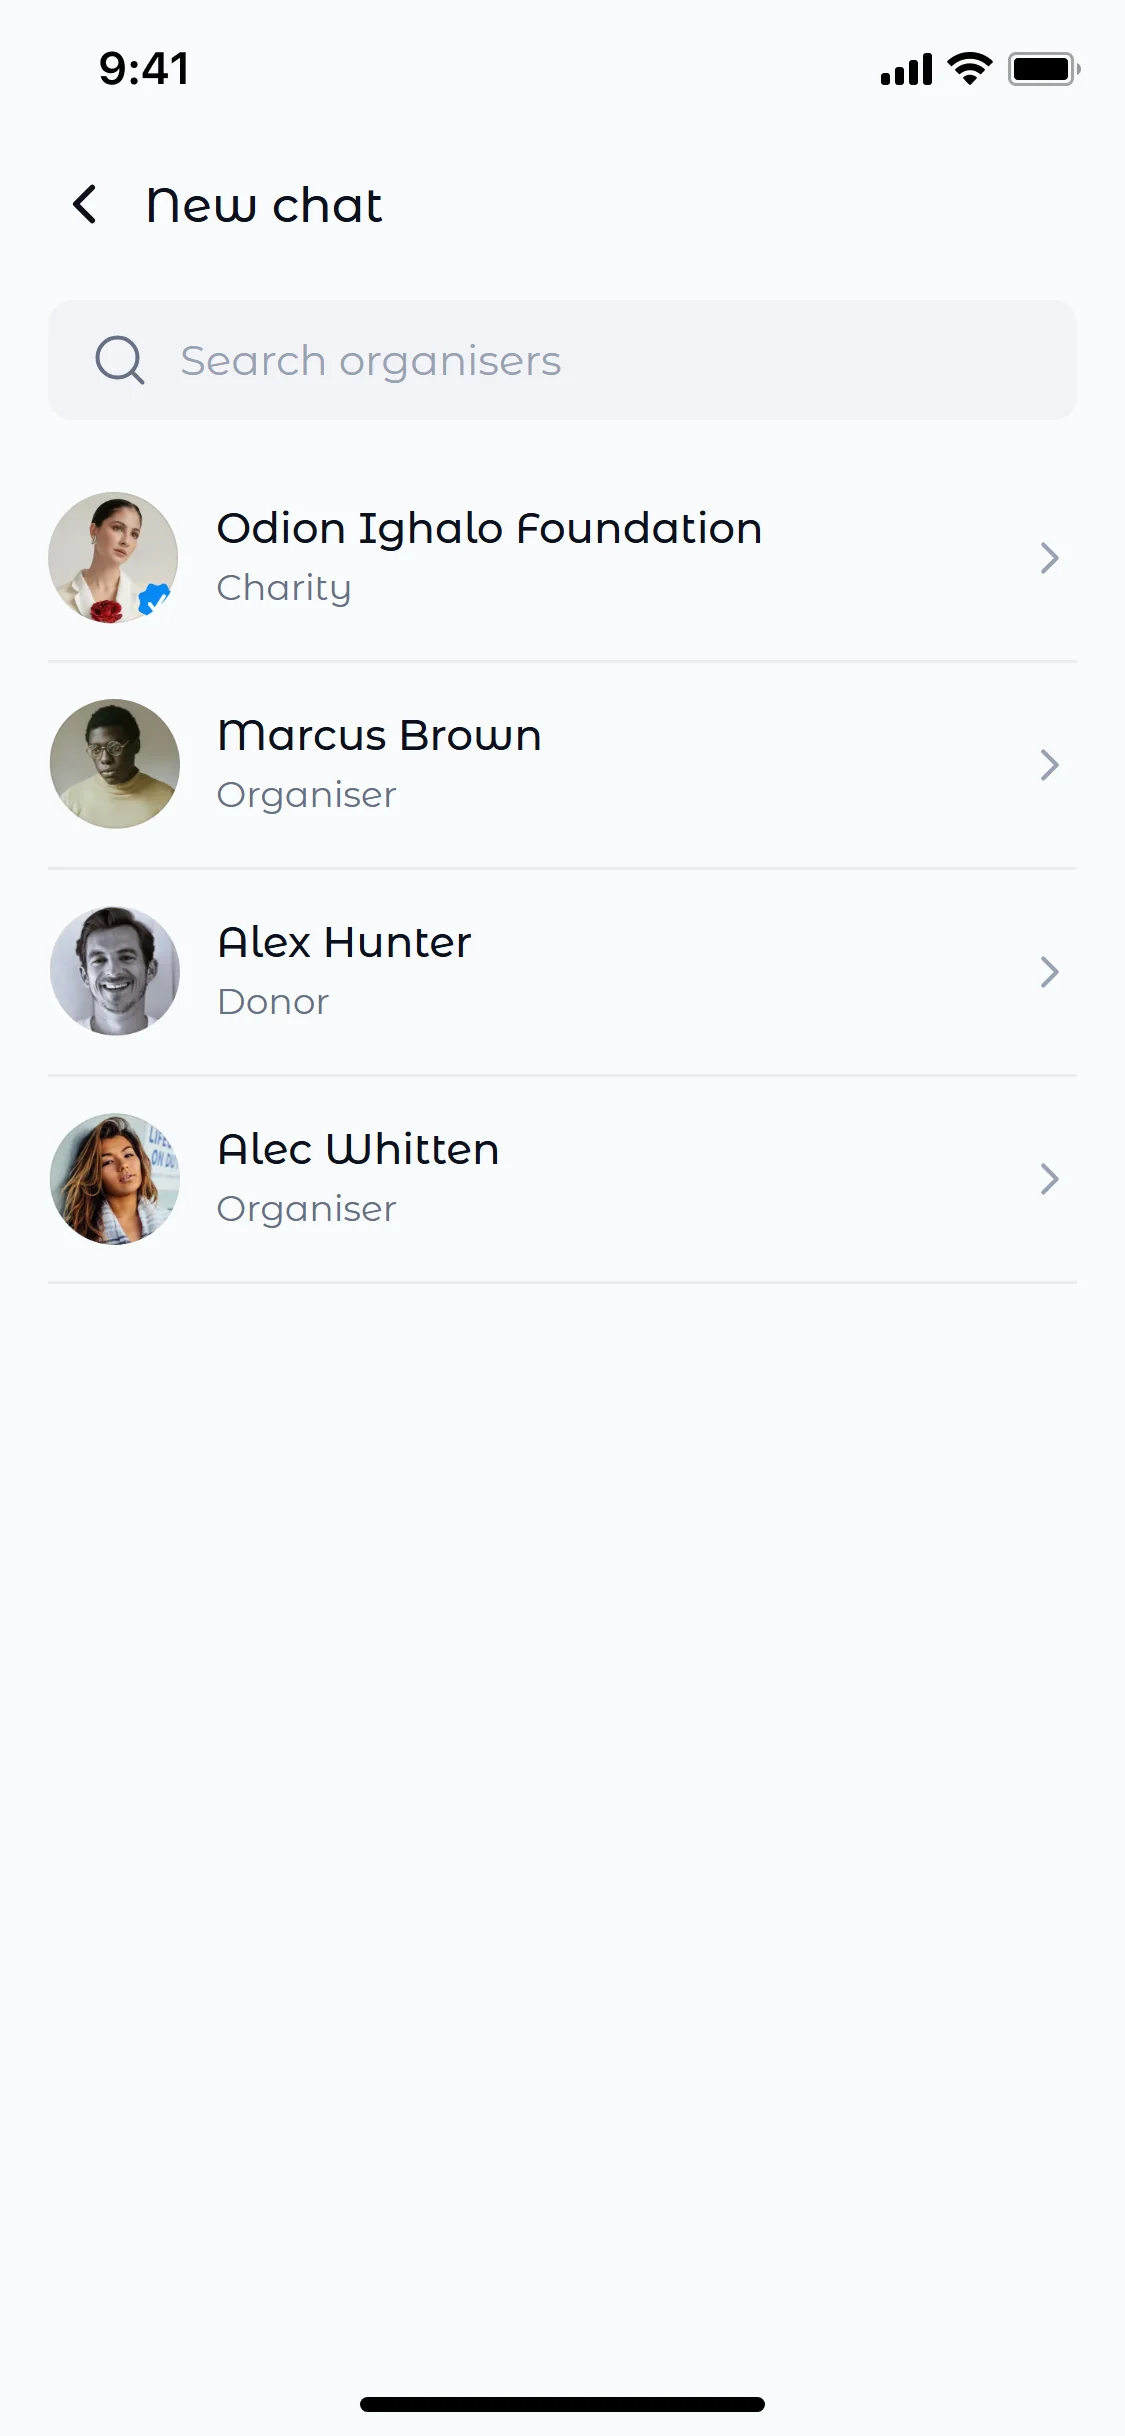 9:41
New chat
Search organisers
Odion Ighalo Foundation
Charity
Marcus Brown
Organiser
Alex Hunter
Donor
Alec Whitten
Organiser